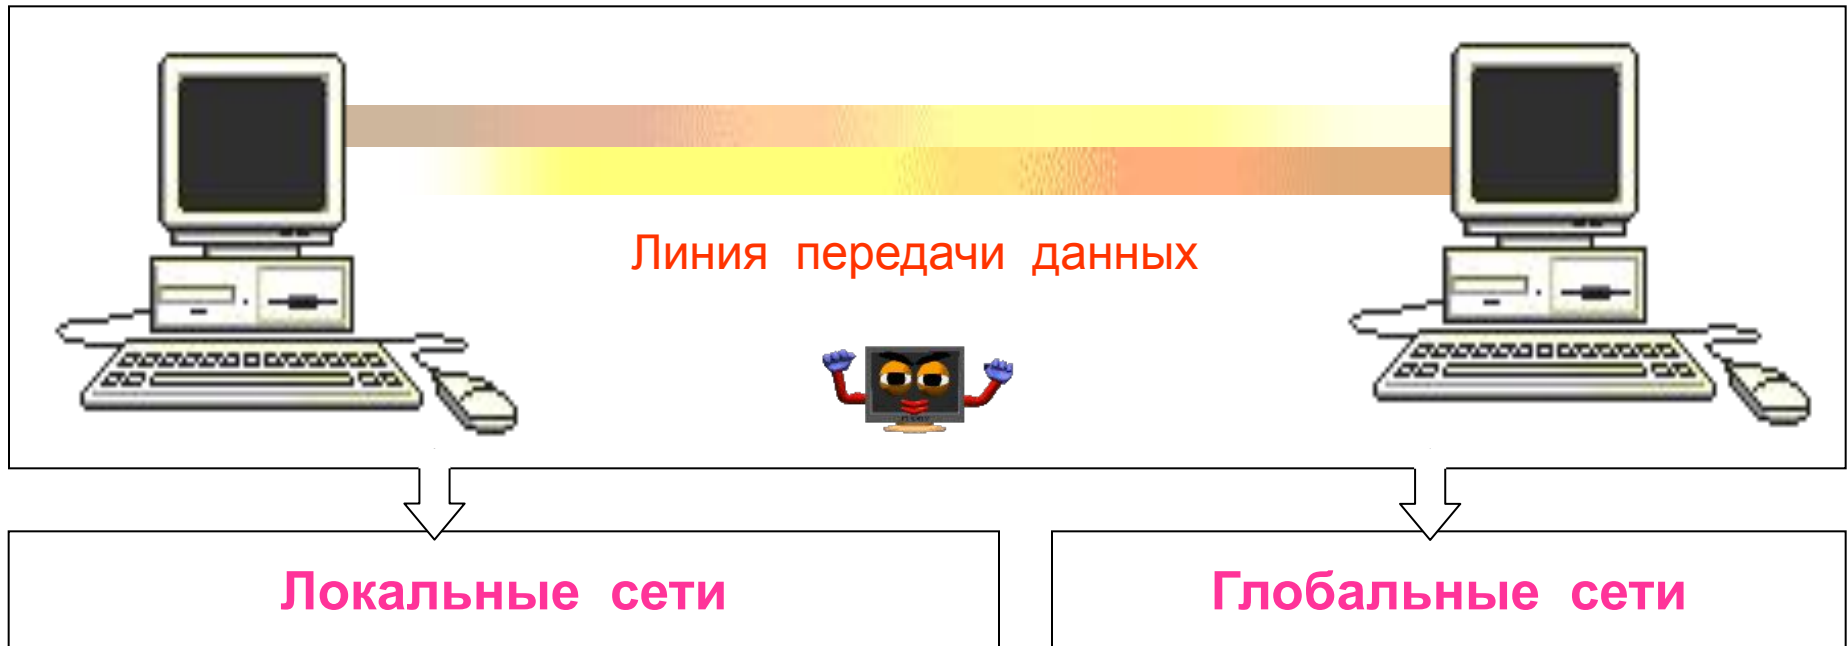 Линия передачи данных
Локальные сети
Глобальные сети